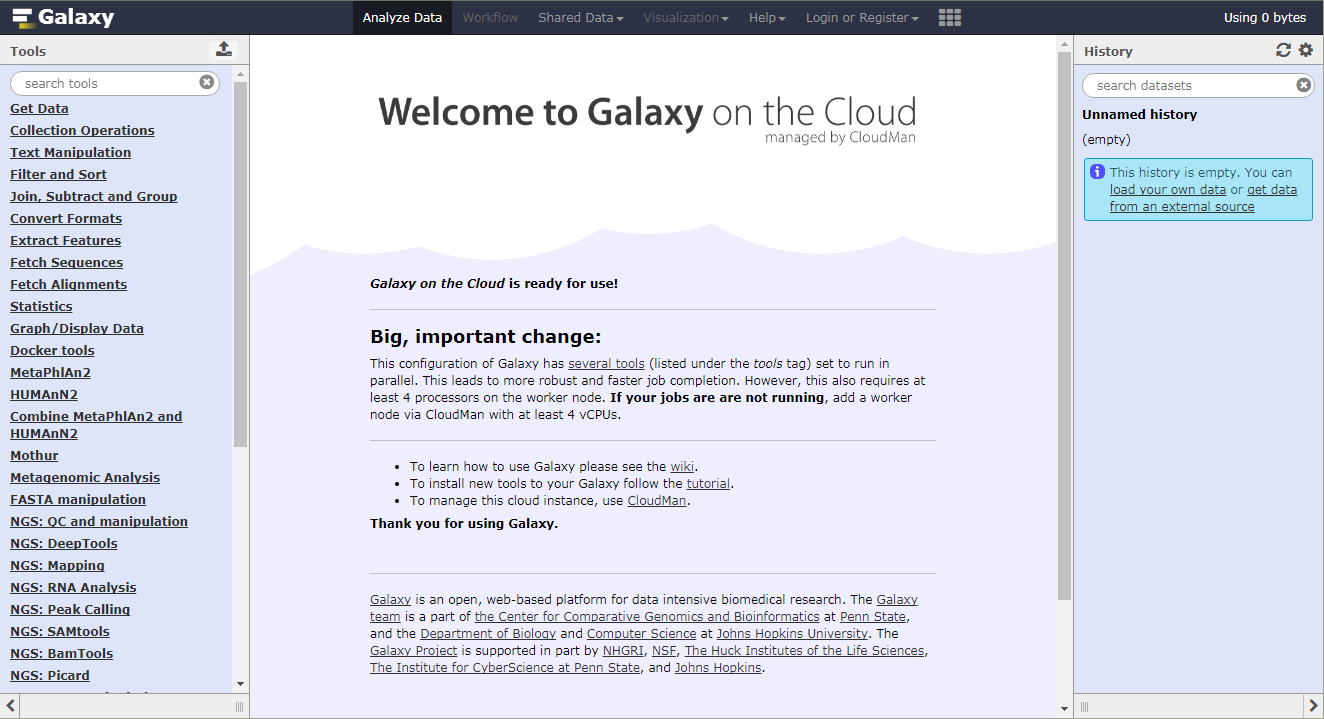 Galaxy
Analyze Data Workflow Shared Data Visualization Help Login or Register
Using 0 bytes
Tools
search tools
Get Data
Collection Operations
Text Manipulation
Filter and Sort
Join, Subtract and Group
Convert Formats
Extract Features
Fetch Sequences
Fetch Alignments
Statistics
Graph/Display Data
Docker tools
MetaPhlAn2
HUMAnN2
Combine MetaPhlAn2 and
HUMAnN2
Mothur
Metagenomic Analysis
FASTA manipulation
NGS: QC and manipulation
NGS: DeepTools
NGS: Mapping
NGS: RNA Analysis
NGS: Peak Calling
NGS: SAMtools
NGS: BamTools
NGS: Picard
Welcome to Galaxy on the Cloud
managed by CloudMan
Galaxy on the Cloud is ready for use!
Big, important change:
This configuration of Galaxy has several tools (listed under the tools tag) set to run in
parallel. This leads to more robust and faster job completion. However, this also requires at
least 4 processors on the worker node. If your jobs are are not running, add a worker
node via CloudMan with at least 4 vCPUs.
• To learn how to use Galaxy please see the wiki.
• To install new tools to your Galaxy follow the tutorial.
• To manage this cloud instance, use CloudMan.
Thank you for using Galaxy.
Galaxy is an open, web-based platform for data intensive biomedical research. The Galaxy
team is a part of the Center for Comparative Genomics and Bioinformatics at Penn State,
and the Department of Biology and Computer Science at Johns Hopkins University. The
Galaxy Project is supported in part by NHGRI, NSF, The Huck Institutes of the Life Sciences,
The Institute for CyberScience at Penn State, and Johns Hopkins.
History
search datasets
Unnamed history
(empty)
This history is empty. You can
load your own data or get data
from an external source